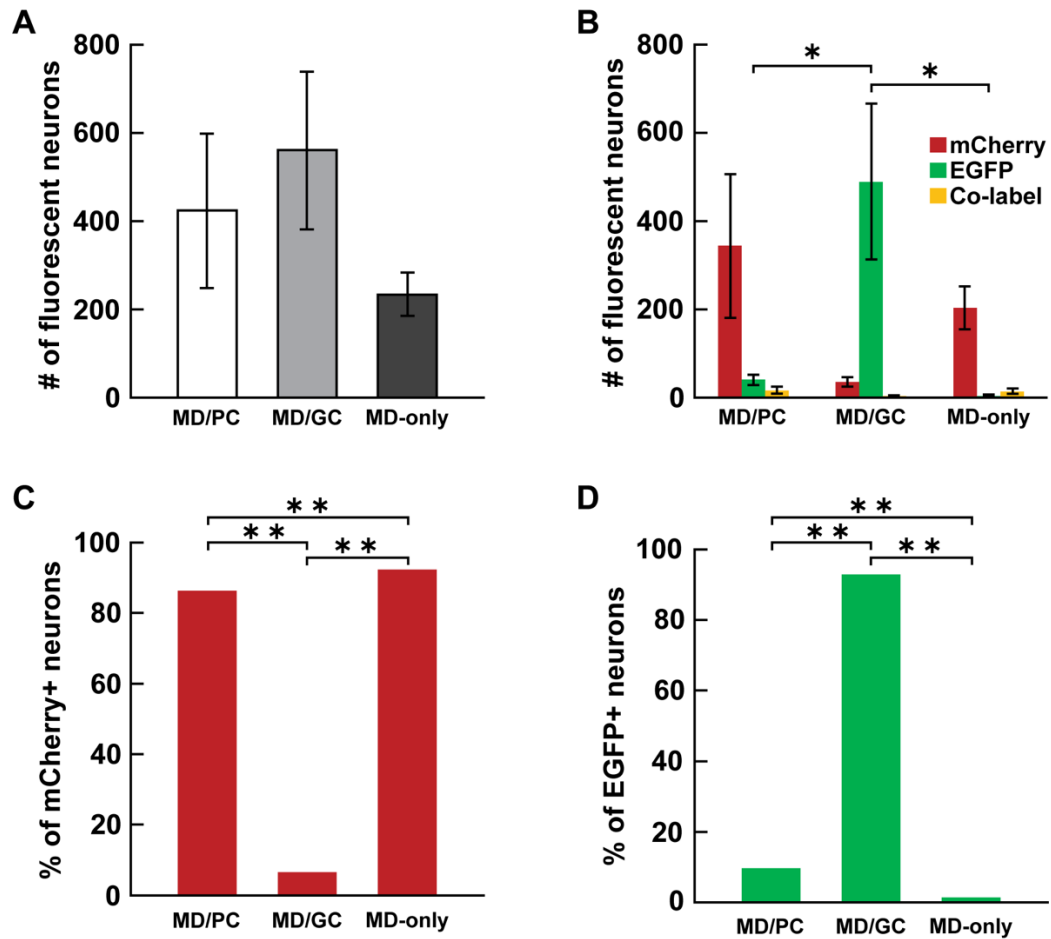 A
# of fluorescent neurons
800
600
400
200
0
MD/PC MD/GC MD-only
B
# of fluorescent neurons
800
600
400
200
0
* *
mCherry
EGFP
Co-label
MD/PC MD/GC MD-only
C
% of mCherry+ neurons
100
80
60
40
20
0
* *
* * * *
MD/PC MD/GC MD-only
D
% of EGFP+ neurons
100
80
60
40
20
0
* *
* * * *
MD/PC MD/GC MD-only